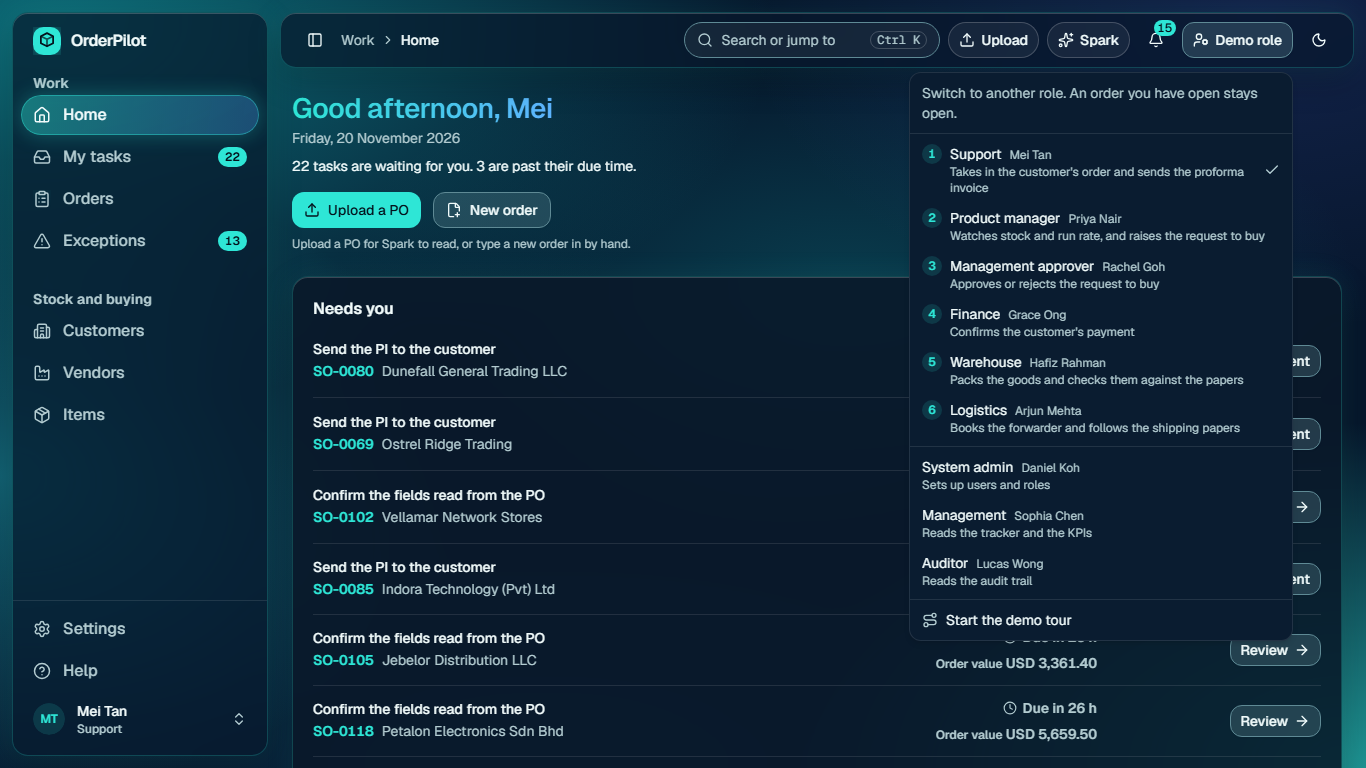 OrderPilot
Work
Home
My tasks
22
Orders
Exceptions
13
Stock and buying
Customers
Vendors
Items
Settings
Help
MT
Mei Tan
Support
Work
Home
Search or jump to
Ctrl K
Upload
Spark
15
Demo role
Good afternoon, Mei
Friday, 20 November 2026
22 tasks are waiting for you. 3 are past their due time.
Upload a PO
New order
Upload a PO for Spark to read, or type a new order in by hand.
Needs you
Send the PI to the customer
SO-0080 Dunefall General Trading LLC
Send the PI to the customer
SO-0069 Ostrel Ridge Trading
Confirm the fields read from the PO
SO-0102 Vellamar Network Stores
Send the PI to the customer
SO-0085 Indora Technology (Pvt) Ltd
Confirm the fields read from the PO
SO-0105 Jebelor Distribution LLC
Order value USD 3,361.40
Review
Confirm the fields read from the PO
SO-0118 Petalon Electronics Sdn Bhd
Due in 26 h
Order value USD 5,659.50
Review
Switch to another role. An order you have open stays
open.
1 Support Mei Tan
Takes in the customer's order and sends the proforma
invoice
2 Product manager Priya Nair
Watches stock and run rate, and raises the request to buy
3 Management approver Rachel Goh
Approves or rejects the request to buy
4 Finance Grace Ong
Confirms the customer's payment
5 Warehouse Hafiz Rahman
Packs the goods and checks them against the papers
6 Logistics Arjun Mehta
Books the forwarder and follows the shipping papers
System admin Daniel Koh
Sets up users and roles
Management Sophia Chen
Reads the tracker and the KPIs
Auditor Lucas Wong
Reads the audit trail
Start the demo tour